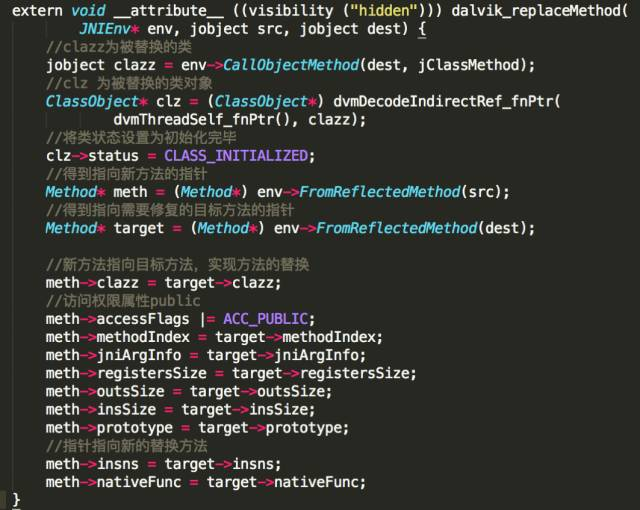 extern void __attribute__ ((visibility ("hidden"))) dalvik_replaceMethod(
JNIEnv* env, jobject src, jobject dest) {
//clazz为被替换的类
jobject clazz = env->CallObjectMethod(dest, jClassMethod);
//clz 为被替换的类对象
ClassObject* clz = (ClassObject*) dvmDecodeIndirectRef_fnPtr(
dvmThreadSelf_fnPtr(), clazz);
//将类状态设置为初始化完毕
clz->status = CLASS_INITIALIZED;
//得到指向新方法的指针
Method* meth = (Method*) env->FromReflectedMethod(src);
//得到指向需要修复的目标方法的指针
Method* target = (Method*) env->FromReflectedMethod(dest);
//新方法指向目标方法，实现方法的替换
meth->clazz = target->clazz;
//访问权限属性public
meth->accessFlags |= ACC_PUBLIC;
meth->methodIndex = target->methodIndex;
meth->jniArgInfo = target->jniArgInfo;
meth->registersSize = target->registersSize;
meth->outsSize = target->outsSize;
meth->insSize = target->insSize;
meth->prototype = target->prototype;
//指针指向新的替换方法
meth->insns = target->insns;
meth->nativeFunc = target->nativeFunc;
}